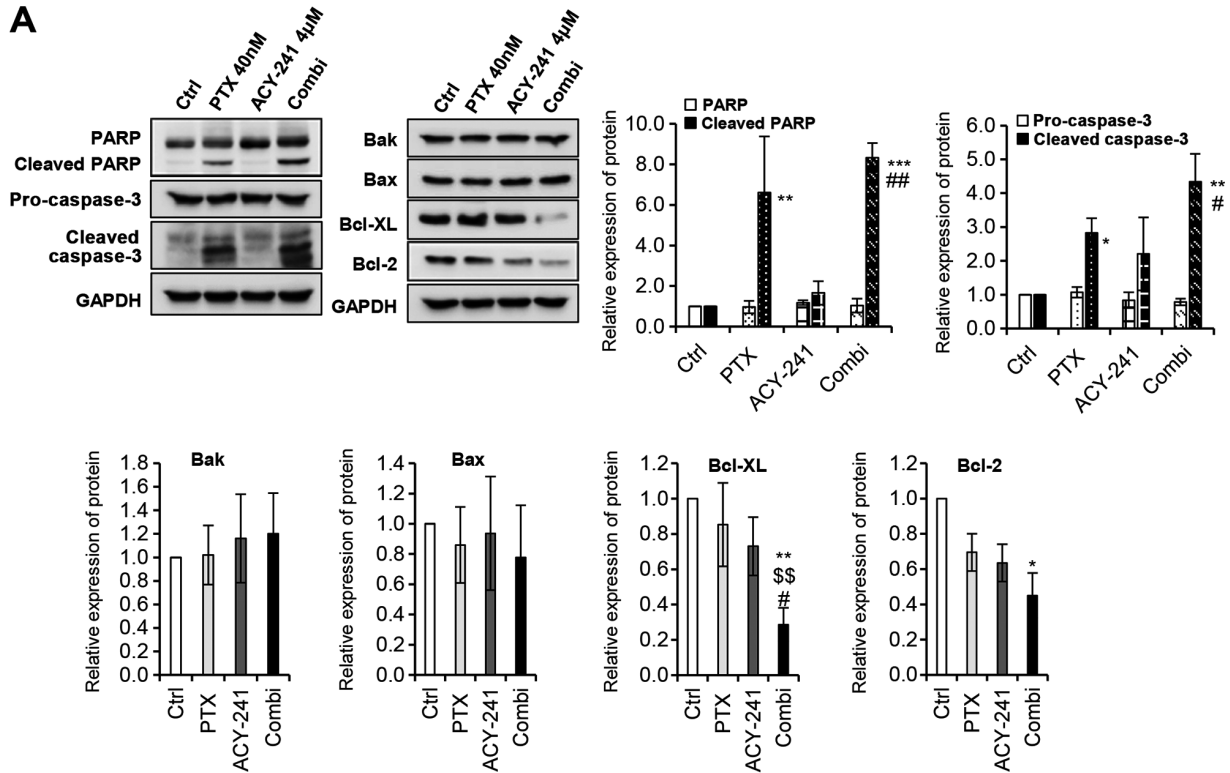 A
Ctrl
PTX 40nM
ACY-241 4µM
Combi
PARP
Cleaved PARP
Pro-caspase-3
Cleaved
caspase-3
GAPDH
Ctrl
PTX 40nM
ACY-241 4µM
Combi
Bak
Bax
Bcl-XL
Bcl-2
GAPDH
PARP
Cleaved PARP
Relative expression of protein
10.0
8.0
6.0
4.0
2.0
0.0
**
***
##
Ctrl
PTX
ACY-241
Combi
Pro-caspase-3
Cleaved caspase-3
Relative expression of protein
6.0
5.0
4.0
3.0
2.0
1.0
0.0
*
**
#
Ctrl
PTX
ACY-241
Combi
Bak
Relative expression of protein
1.8
1.6
1.4
1.2
1.0
0.8
0.6
0.4
0.2
0.0
Ctrl
PTX
ACY-241
Combi
Bax
Relative expression of protein
1.4
1.2
1.0
0.8
0.6
0.4
0.2
0.0
Ctrl
PTX
ACY-241
Combi
Bcl-XL
Relative expression of protein
1.2
1.0
0.8
0.6
0.4
0.2
0.0
**
$$
#
Ctrl
PTX
ACY-241
Combi
Bcl-2
Relative expression of protein
1.2
1.0
0.8
0.6
0.4
0.2
0.0
*
Ctrl
PTX
ACY-241
Combi